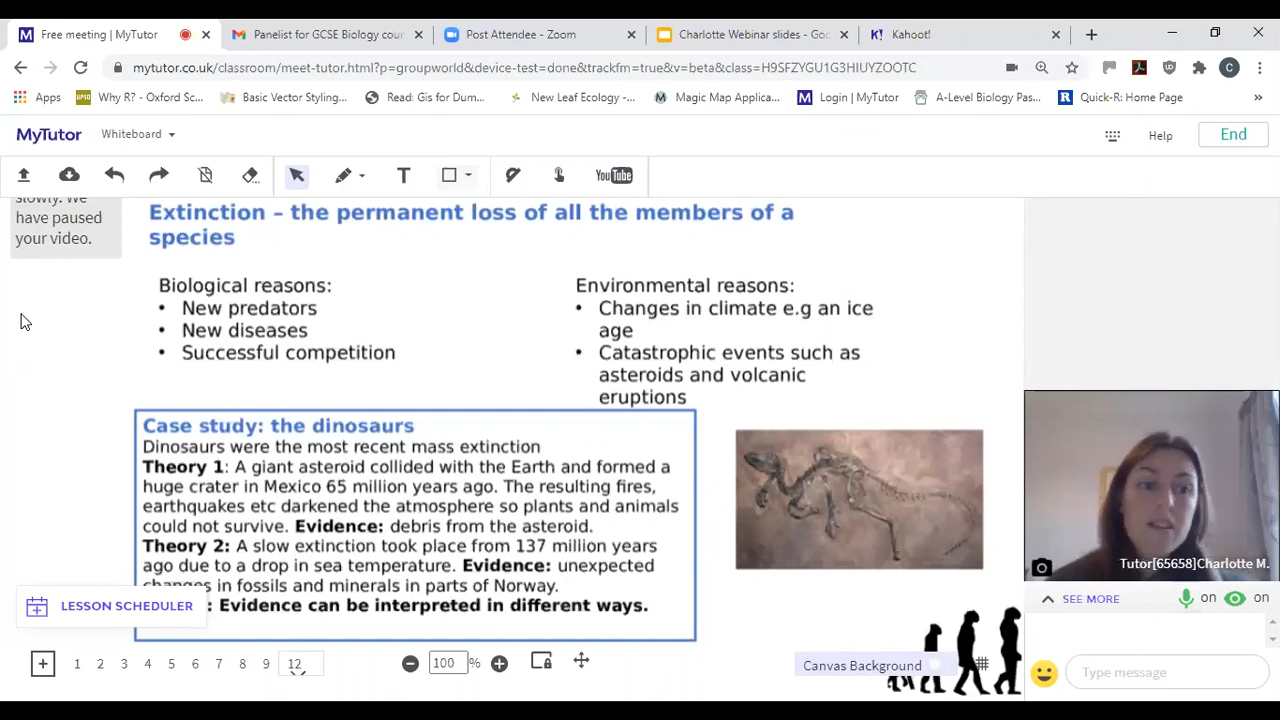 Free meeting | MyTutor
Panelist for GCSE Biology cour
Post Attendee - Zoom
Charlotte Webinar slides - Goo
Kahoot!
mytutor.co.uk/classroom/meet-tutor.html?p=groupworld&device-test=done&trackfm=true&v=beta&class=H9SFZYGU1G3HIUYZOOTC
C
Apps
Why R? - Oxford Sc...
Basic Vector Styling...
Read: Gis for Dum...
New Leaf Ecology -...
Magic Map Applica...
Login | MyTutor
A-Level Biology Pas...
Quick-R: Home Page
MyTutor
Whiteboard
Help
End
T
YouTube
slowly. We
have paused
your video.
Extinction – the permanent loss of all the members of a
species
Biological reasons:
• New predators
• New diseases
• Successful competition
Environmental reasons:
• Changes in climate e.g an ice
age
• Catastrophic events such as
asteroids and volcanic
eruptions
Case study: the dinosaurs
Dinosaurs were the most recent mass extinction
Theory 1: A giant asteroid collided with the Earth and formed a
huge crater in Mexico 65 million years ago. The resulting fires,
earthquakes etc darkened the atmosphere so plants and animals
could not survive. Evidence: debris from the asteroid.
Theory 2: A slow extinction took place from 137 million years
ago due to a drop in sea temperature. Evidence: unexpected
changes in fossils and minerals in parts of Norway.
: Evidence can be interpreted in different ways.
LESSON SCHEDULER
Tutor[65658]Charlotte M.
SEE MORE
on
on
1 2 3 4 5 6 7 8 9 12
100 %
Canvas Background
Type message